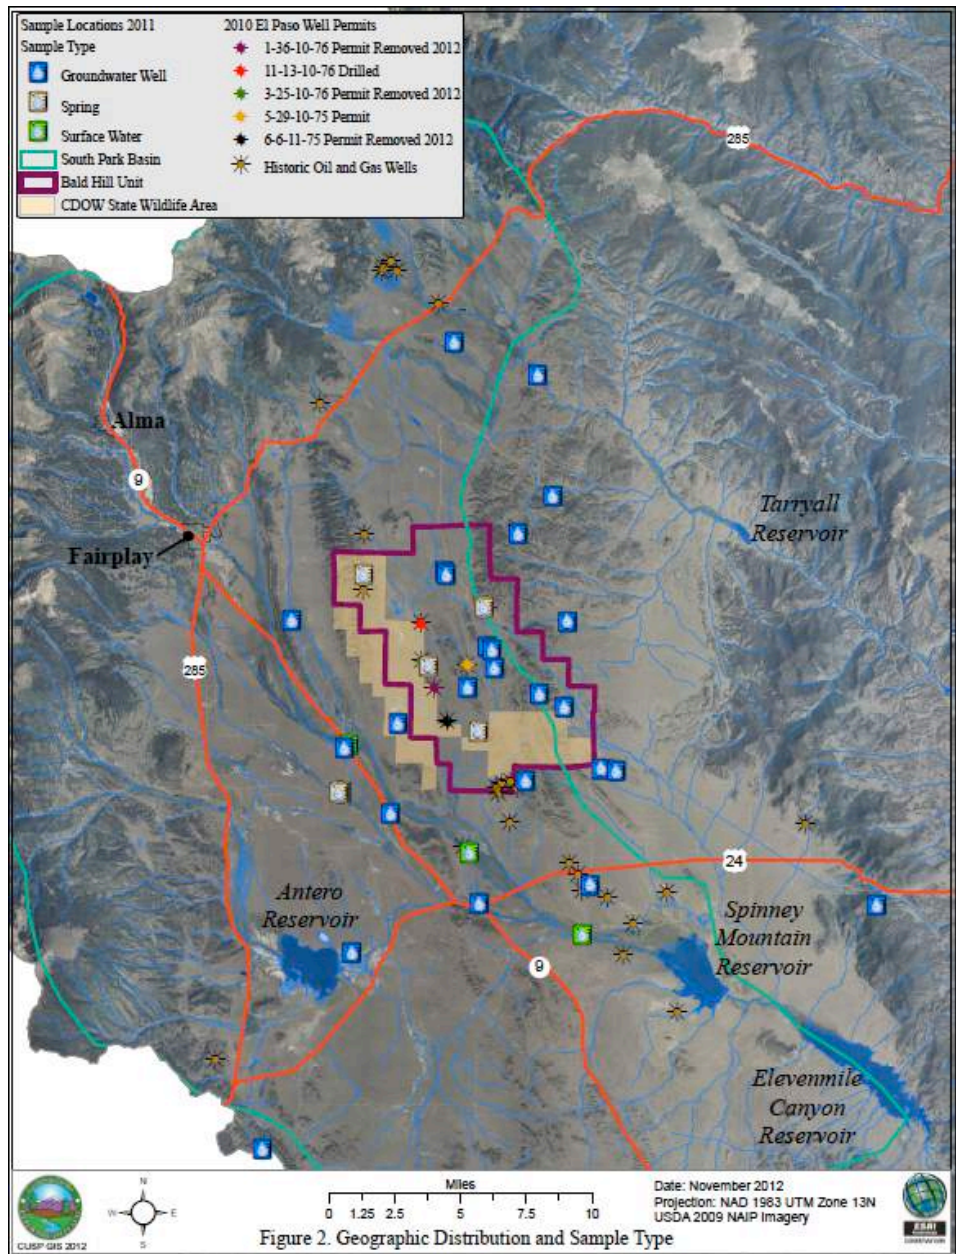 Sample Locations 2011
Sample Type
Groundwater Well
Spring
Surface Water
South Park Basin
Bald Hill Unit
CDOW State Wildlife Area
2010 El Paso Well Permits
1-36-10-76 Permit Removed 2012
11-13-10-76 Drilled
3-25-10-76 Permit Removed 2012
5-29-10-75 Permit
6-6-11-75 Permit Removed 2012
Historic Oil and Gas Wells
285
Alma
9
Fairplay
Tarryall
Reservoir
285
24
Antero
Reservoir
Spinney
Mountain
Reservoir
9
Elevenmile
Canyon
Reservoir
CUSP GIS 2012
N
W
E
S
Miles
0 1.25 2.5 5 7.5 10
Date: November 2012
Projection: NAD 1983 UTM Zone 13N
USDA 2009 NAIP Imagery
ESRI
Figure 2. Geographic Distribution and Sample Type